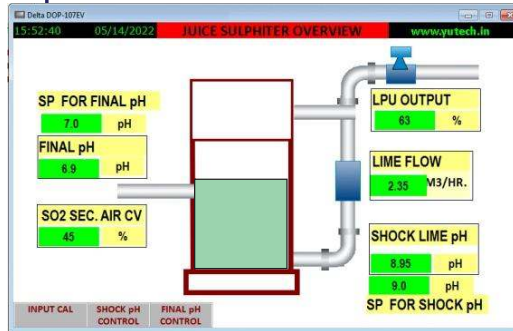 Delta DOP-107EV
15:52:40 05/14/2022 JUICE SULPHITER OVERVIEW www.yutech.in
SP FOR FINAL pH
7.0 pH
FINAL pH
6.9 pH
SO2 SEC. AIR CV
45 %
LPU OUTPUT
63 %
LIME FLOW
2.35 M3/HR.
SHOCK LIME pH
8.95 pH
9.0 pH
SP FOR SHOCK pH
INPUT CAL
SHOCK pH
CONTROL
FINAL pH
CONTROL